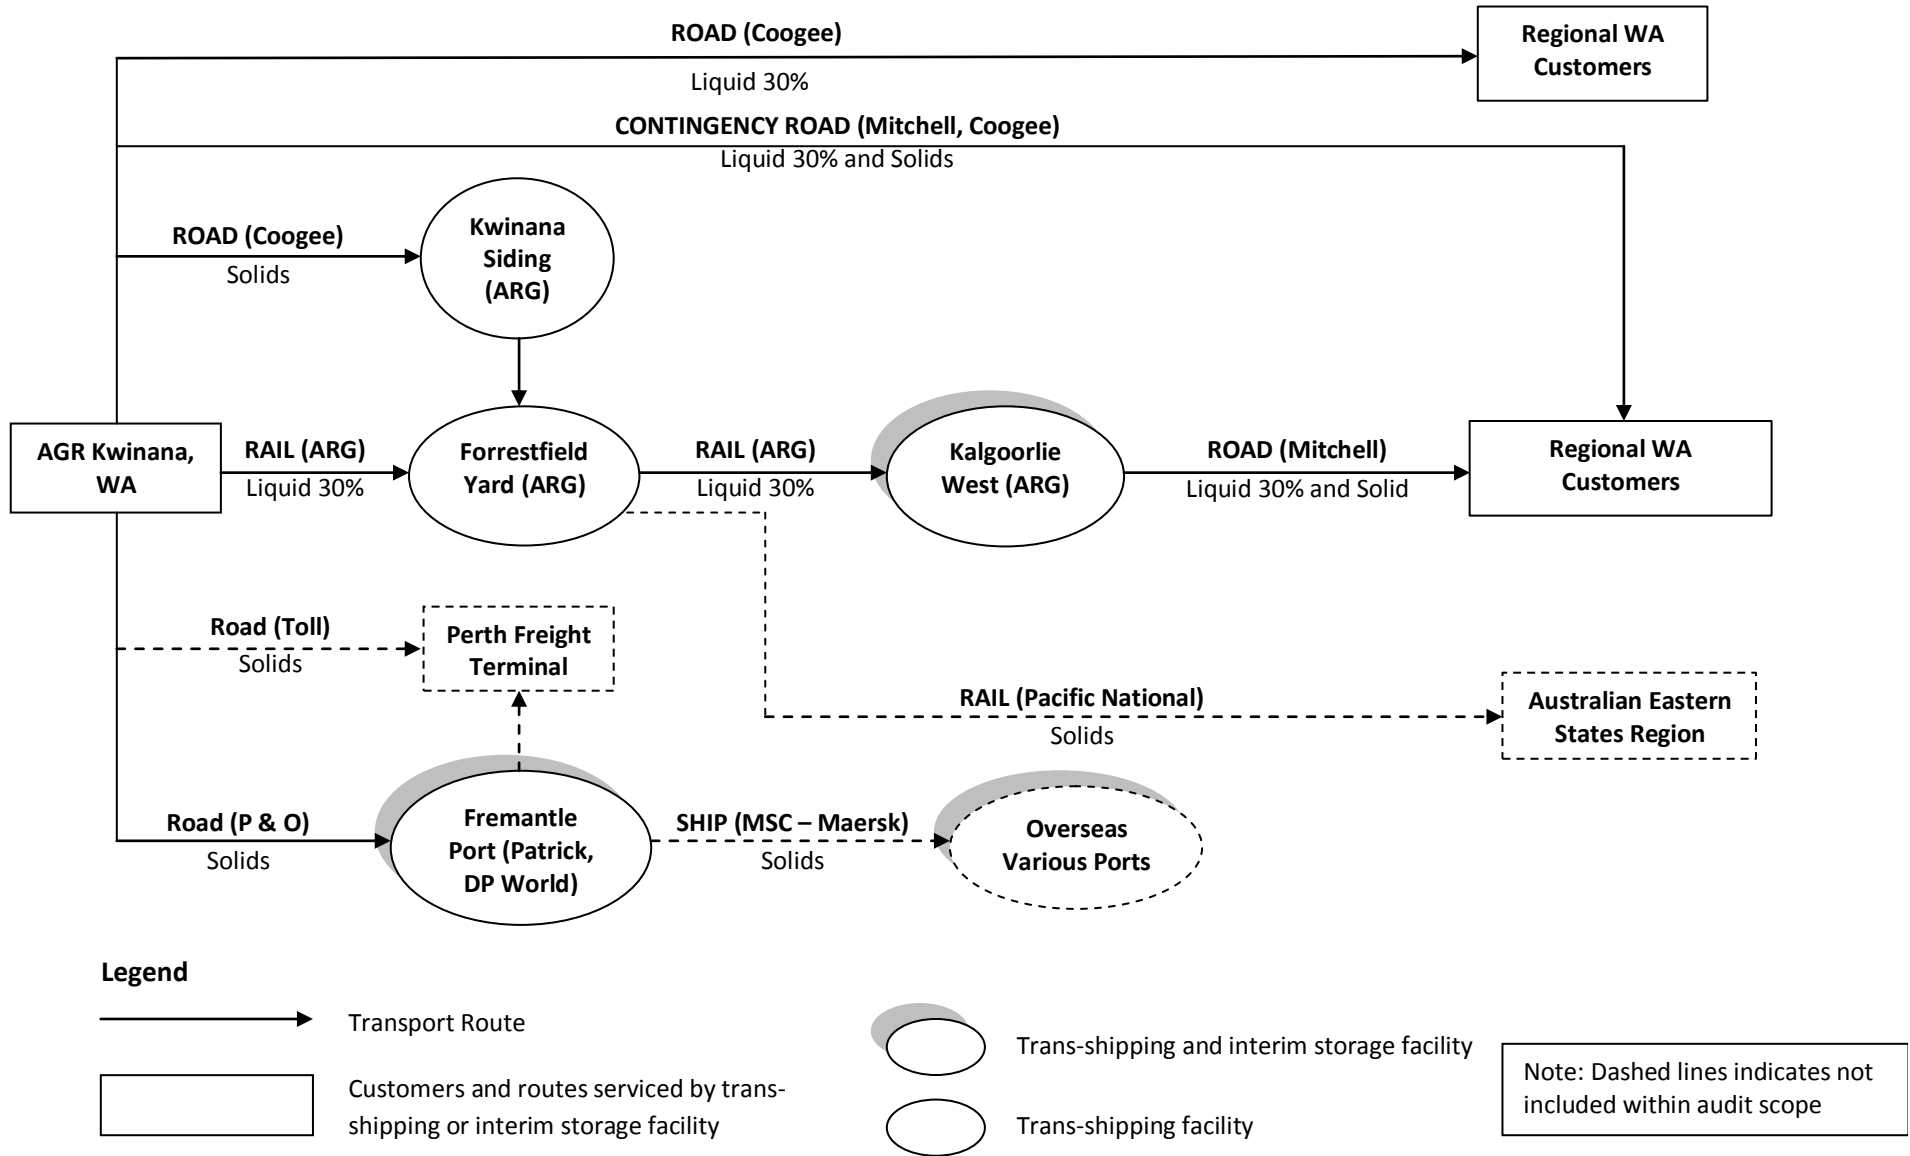 ROAD (Coogee)
Liquid 30%
Regional WA
Customers
CONTINGENCY ROAD (Mitchell, Coogee)
Liquid 30% and Solids
ROAD (Coogee)
Solids
Kwinana
Siding
(ARG)
AGR Kwinana,
WA
RAIL (ARG)
Liquid 30%
Forrestfield
Yard (ARG)
RAIL (ARG)
Liquid 30%
Kalgoorlie
West (ARG)
ROAD (Mitchell)
Liquid 30% and Solid
Regional WA
Customers
Road (Toll)
Solids
Perth Freight
Terminal
RAIL (Pacific National)
Solids
Australian Eastern
States Region
Road (P & O)
Solids
Fremantle
Port (Patrick,
DP World)
SHIP (MSC – Maersk)
Solids
Overseas
Various Ports
Legend
Transport Route
Customers and routes serviced by trans-
shipping or interim storage facility
Trans-shipping and interim storage facility
Trans-shipping facility
Note: Dashed lines indicates not
included within audit scope